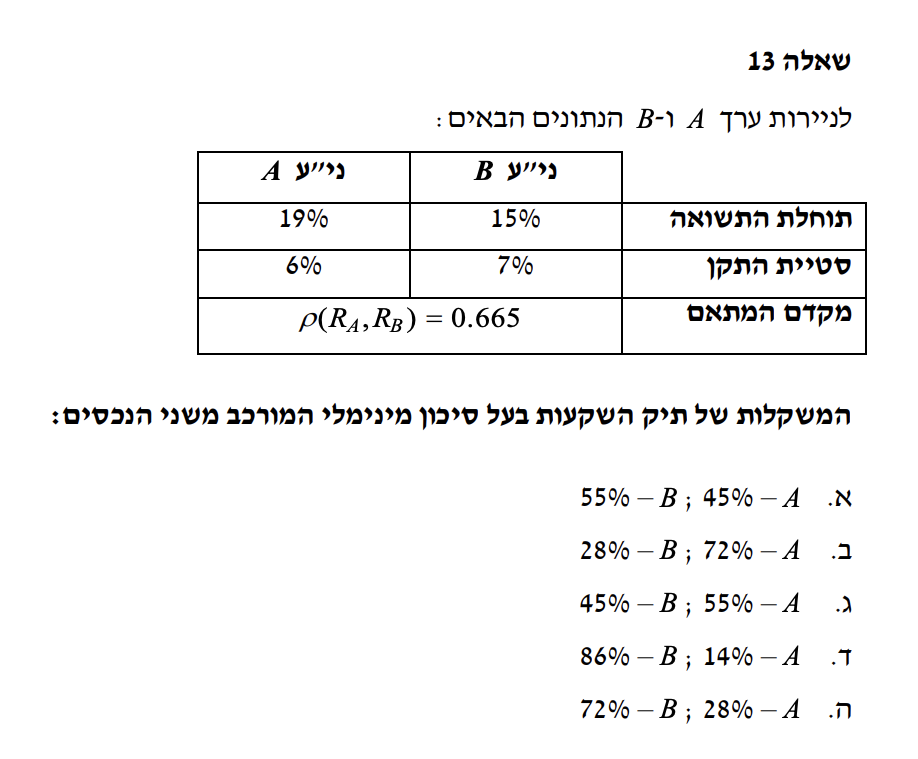 שאלה 13
לניירות ערך A ו-B הנתונים הבאים:
ני״ע B ני״ע A
תוחלת התשואה 15% 19%
סטיית התקן 7% 6%
מקדם המתאם ρ(R_A, R_B) = 0.665
המשקלות של תיק השקעות בעל סיכון מינימלי המורכב משני הנכסים:
א. A – 45% ; B – 55%
ב. A – 72% ; B – 28%
ג. A – 55% ; B – 45%
ד. A – 14% ; B – 86%
ה. A – 28% ; B – 72%